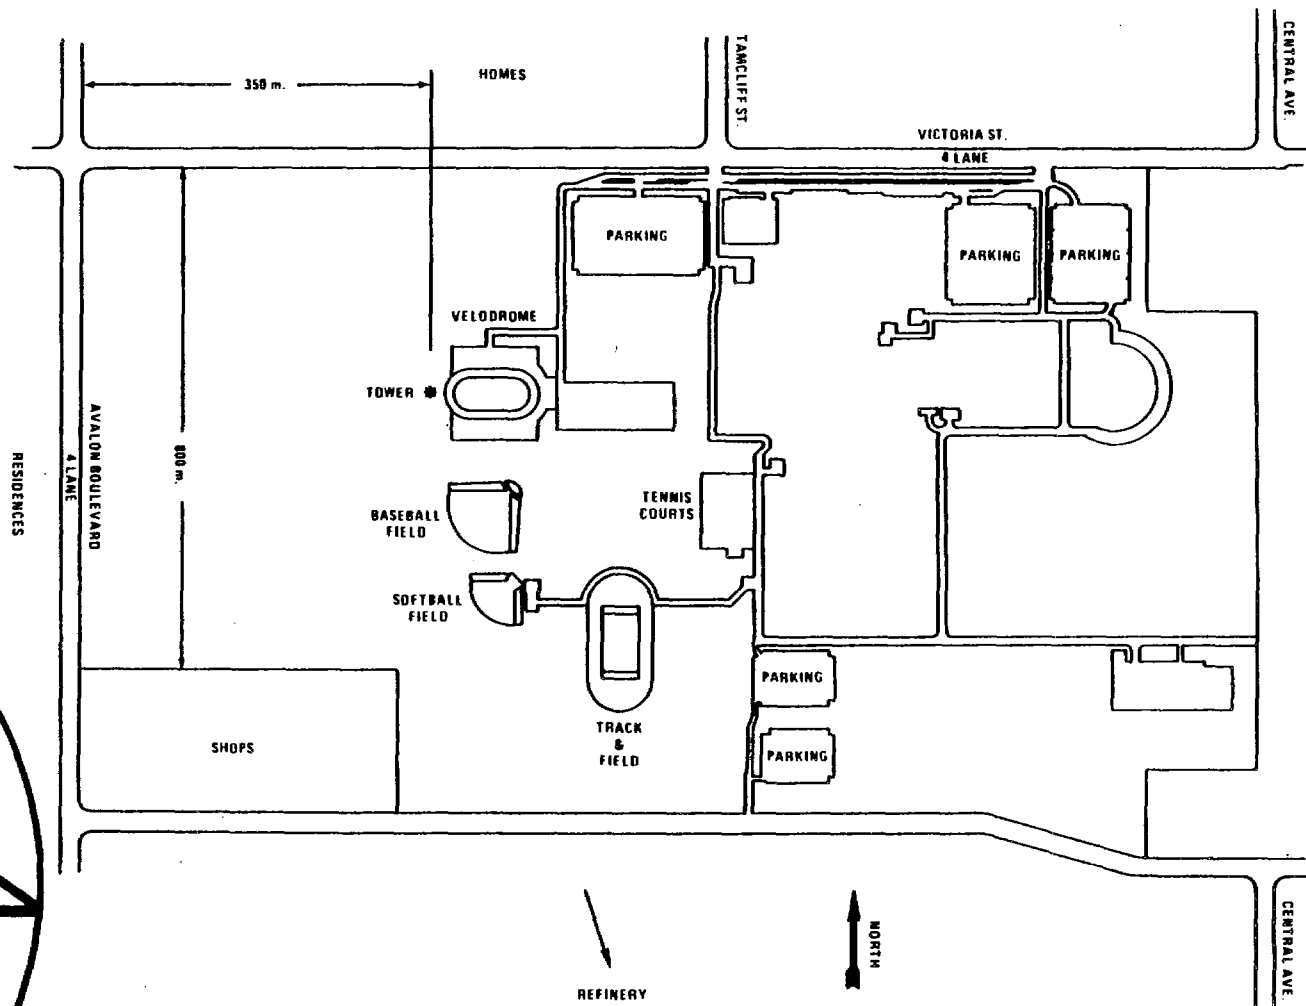 CENTRAL AVE.
TAMCLIFF ST.
HOMES
350 m.
VICTORIA ST.
4 LANE
PARKING
PARKING
PARKING
VELODROME
TOWER
AVALON BOULEVARD
4 LANE
RESIDENCES
800 m.
TENNIS
COURTS
BASEBALL
FIELD
SOFTBALL
FIELD
PARKING
TRACK
&
FIELD
SHOPS
PARKING
NORTH
CENTRAL AVE.
REFINERY